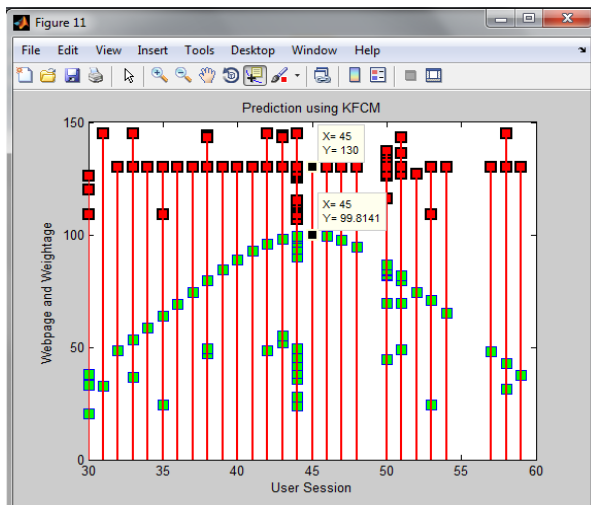 Figure 11
File Edit View Insert Tools Desktop Window Help
Prediction using KFCM
150
100
50
0
Webpage and Weightage
X= 45
Y= 130
X= 45
Y= 99.8141
30 35 40 45 50 55 60
User Session